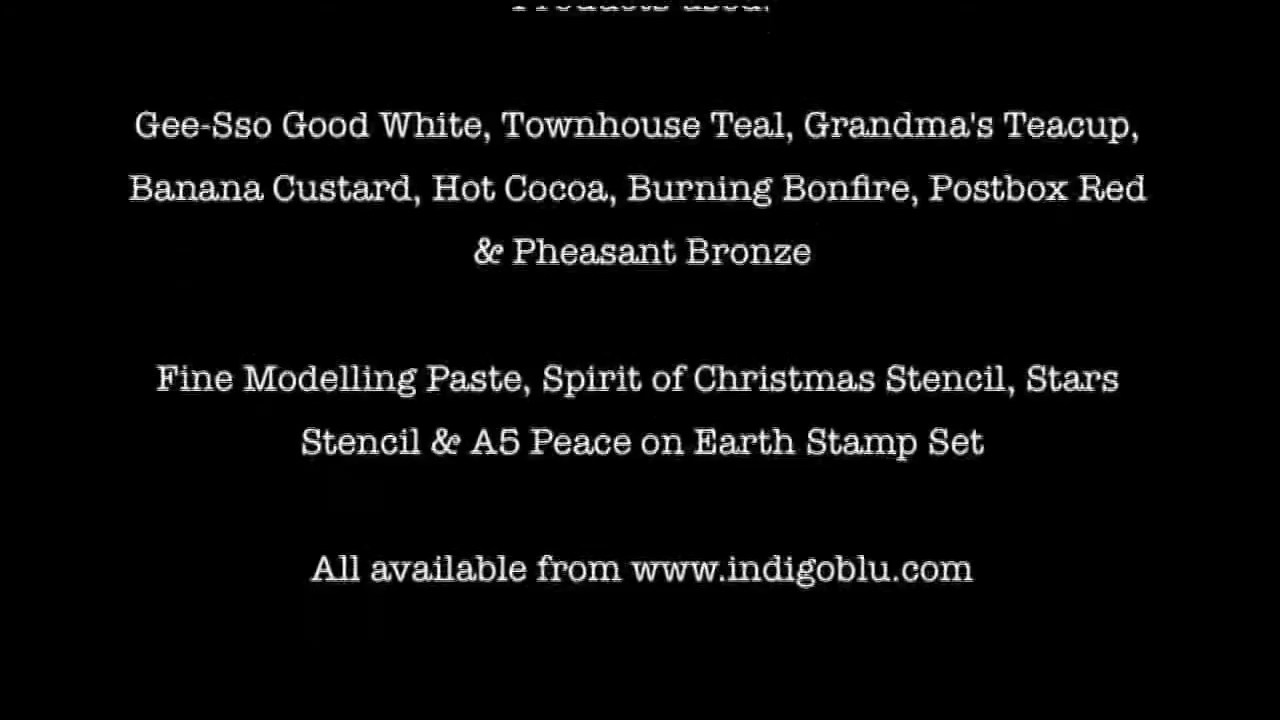 Products used:
Gee-Sso Good White, Townhouse Teal, Grandma's Teacup,
Banana Custard, Hot Cocoa, Burning Bonfire, Postbox Red
& Pheasant Bronze
Fine Modelling Paste, Spirit of Christmas Stencil, Stars
Stencil & A5 Peace on Earth Stamp Set
All available from www.indigoblu.com